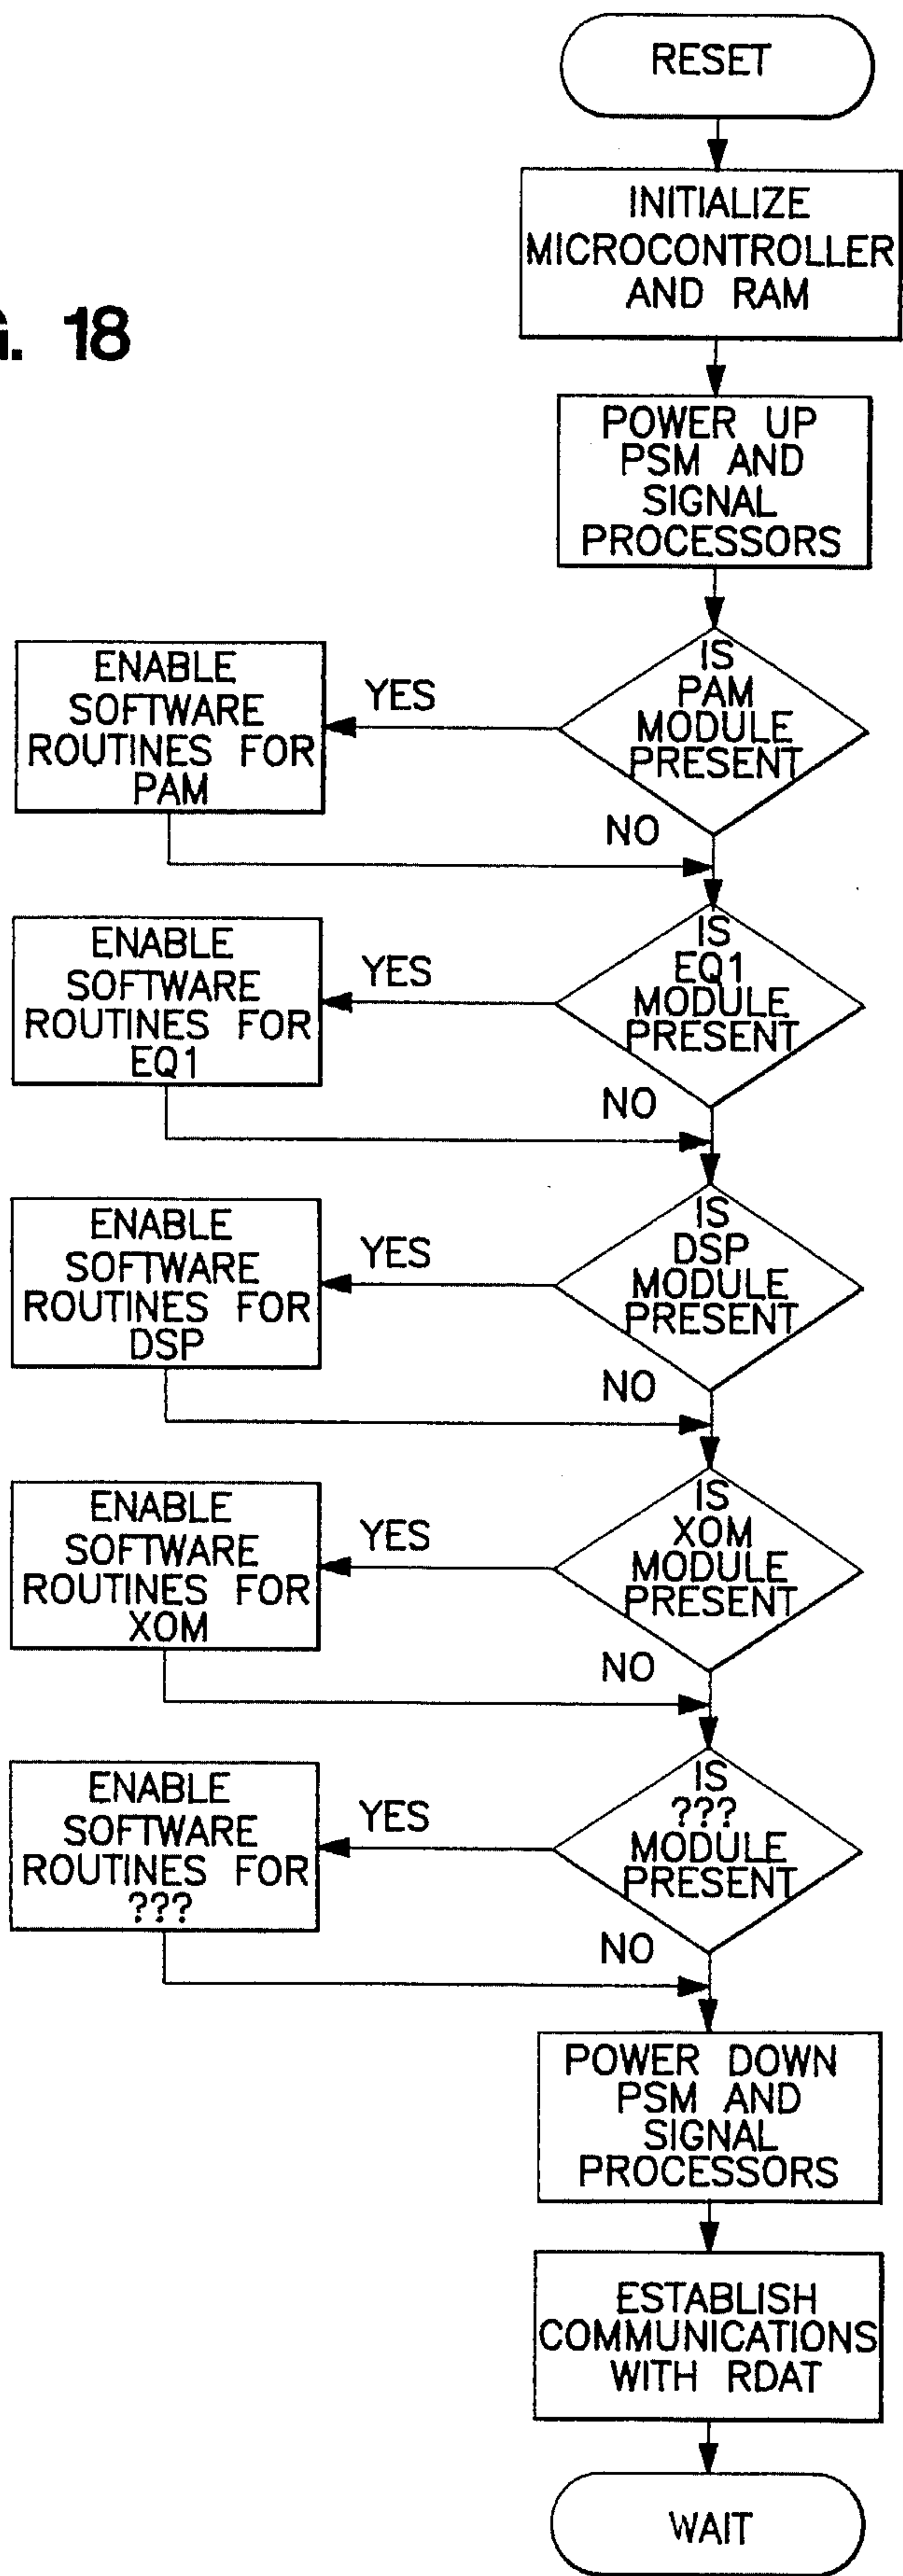 RESET
INITIALIZE
MICROCONTROLLER
AND RAM
G. 18
POWER UP
PSM AND
SIGNAL
PROCESSORS
IS
PAM
MODULE
PRESENT
YES
ENABLE
SOFTWARE
ROUTINES FOR
PAM
NO
IS
EQ1
MODULE
PRESENT
YES
ENABLE
SOFTWARE
ROUTINES FOR
EQ1
NO
IS
DSP
MODULE
PRESENT
YES
ENABLE
SOFTWARE
ROUTINES FOR
DSP
NO
IS
XOM
MODULE
PRESENT
YES
ENABLE
SOFTWARE
ROUTINES FOR
XOM
NO
IS
???
MODULE
PRESENT
YES
ENABLE
SOFTWARE
ROUTINES FOR
???
NO
POWER DOWN
PSM AND
SIGNAL
PROCESSORS
ESTABLISH
COMMUNICATIONS
WITH RDAT
WAIT